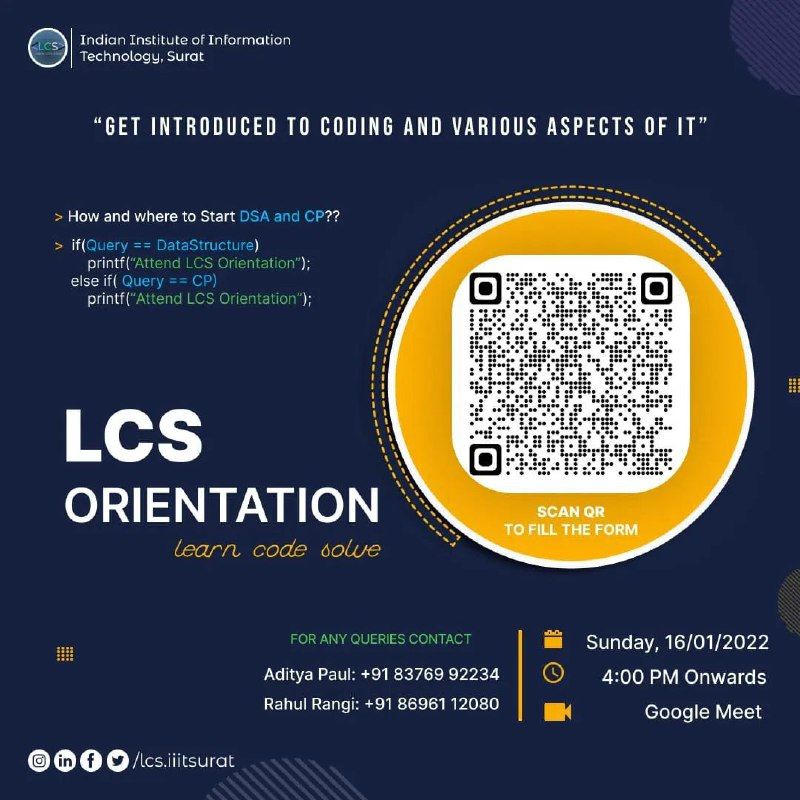 LCS
Indian Institute of Information
Technology, Surat
“GET INTRODUCED TO CODING AND VARIOUS ASPECTS OF IT”
> How and where to Start DSA and CP??
> if(Query == DataStructure)
printf(“Attend LCS Orientation”);
else if( Query == CP)
printf(“Attend LCS Orientation”);
LCS
ORIENTATION
learn code solve
SCAN QR
TO FILL THE FORM
FOR ANY QUERIES CONTACT
Aditya Paul: +91 83769 92234
Rahul Rangi: +91 86961 12080
Sunday, 16/01/2022
4:00 PM Onwards
Google Meet
/lcs.iiitsurat